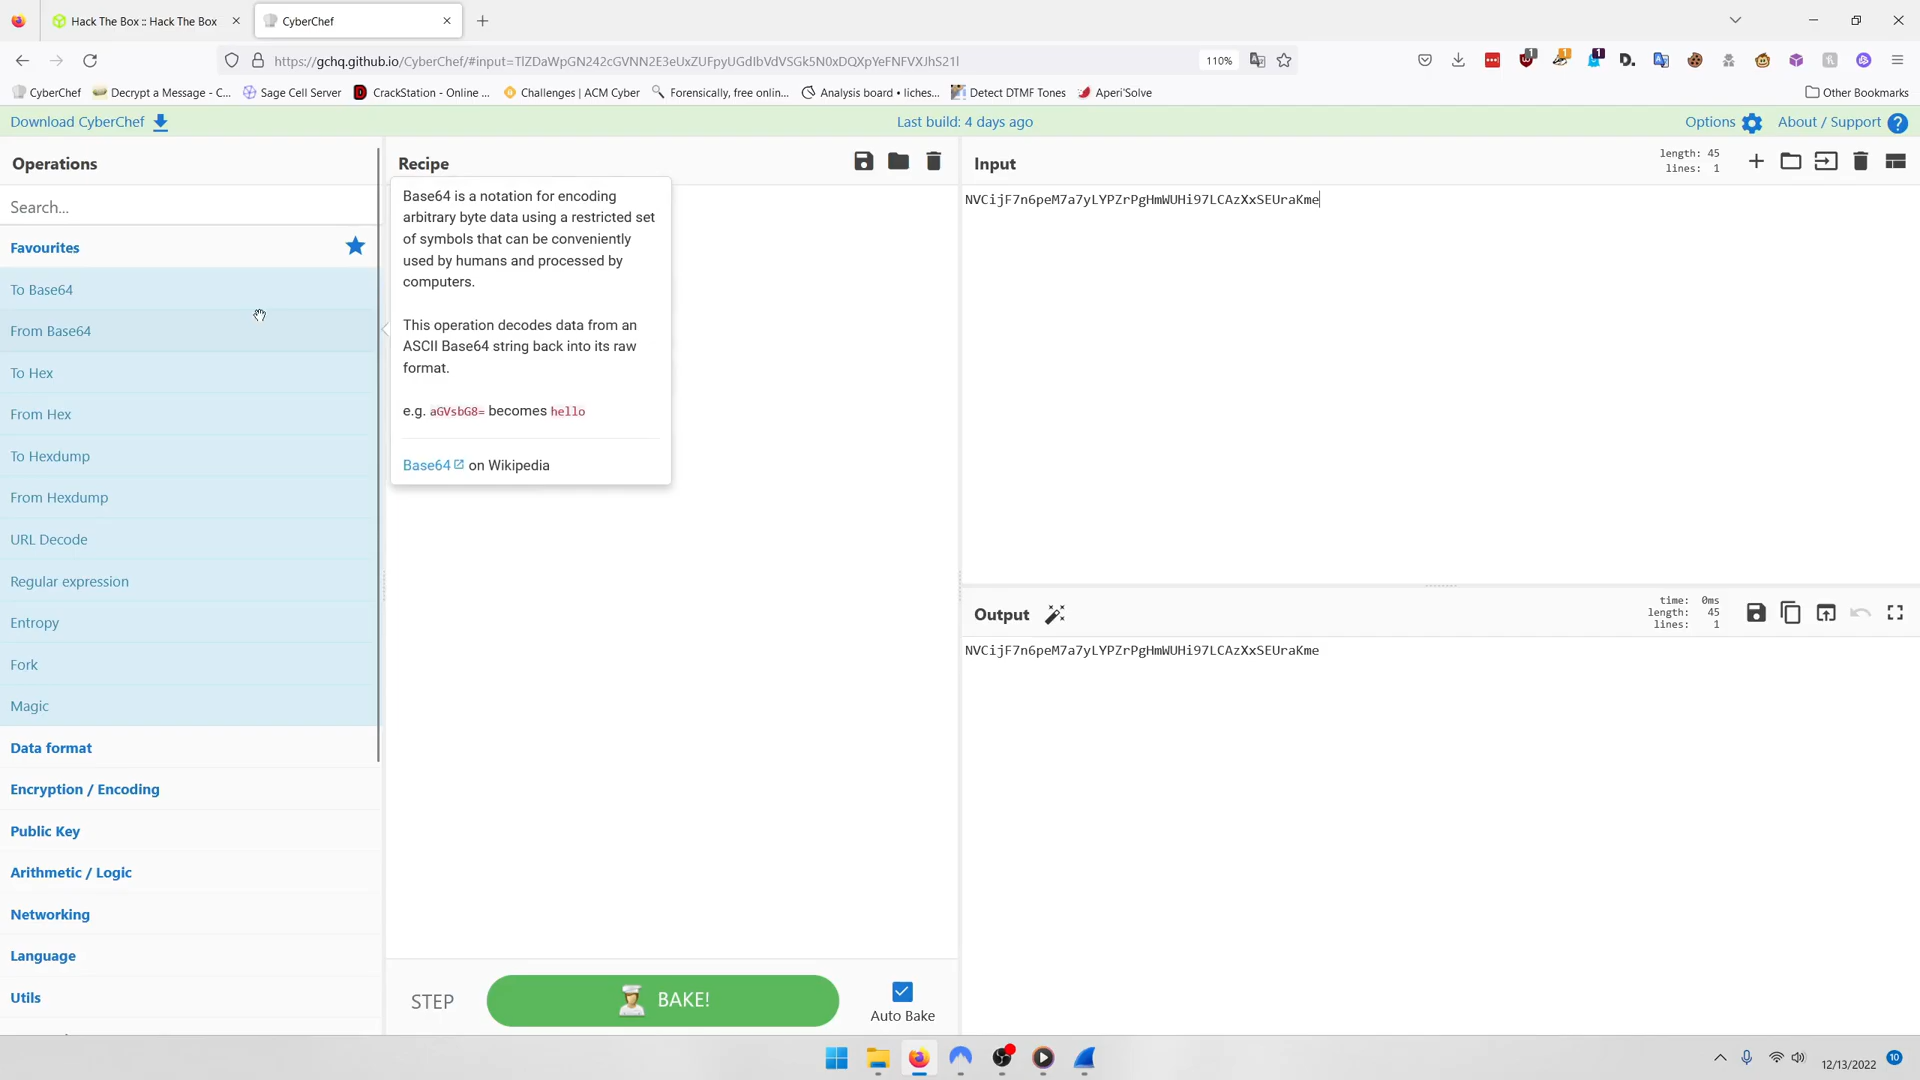 Hack The Box :: Hack The Box
CyberChef
https://gchq.github.io/CyberChef/#input=TlZDaWpGN242cGVNN2E3eUxZUFpyUGdIbVdVSGk5N0xDQXpYeFNFVXJhS21l
110%
1
1
1
CyberChef
Decrypt a Message - C...
Sage Cell Server
CrackStation - Online ...
Challenges | ACM Cyber
Forensically, free onlin...
Analysis board • liches...
Detect DTMF Tones
Aperi'Solve
Other Bookmarks
Download CyberChef
Last build: 4 days ago
Options
About / Support
Operations
Search...
Favourites
To Base64
From Base64
To Hex
From Hex
To Hexdump
From Hexdump
URL Decode
Regular expression
Entropy
Fork
Magic
Data format
Encryption / Encoding
Public Key
Arithmetic / Logic
Networking
Language
Utils
Recipe
Base64 is a notation for encoding
arbitrary byte data using a restricted set
of symbols that can be conveniently
used by humans and processed by
computers.
This operation decodes data from an
ASCII Base64 string back into its raw
format.
e.g. aGVsbG8= becomes hello
Base64 on Wikipedia
STEP
BAKE!
Auto Bake
Input
length: 45
lines: 1
NVCijF7n6peM7a7yLYPZrPgHmWUHi97LCAzXxSEUraKme
Output
time: 0ms
length: 45
lines: 1
NVCijF7n6peM7a7yLYPZrPgHmWUHi97LCAzXxSEUraKme
12/13/2022
10